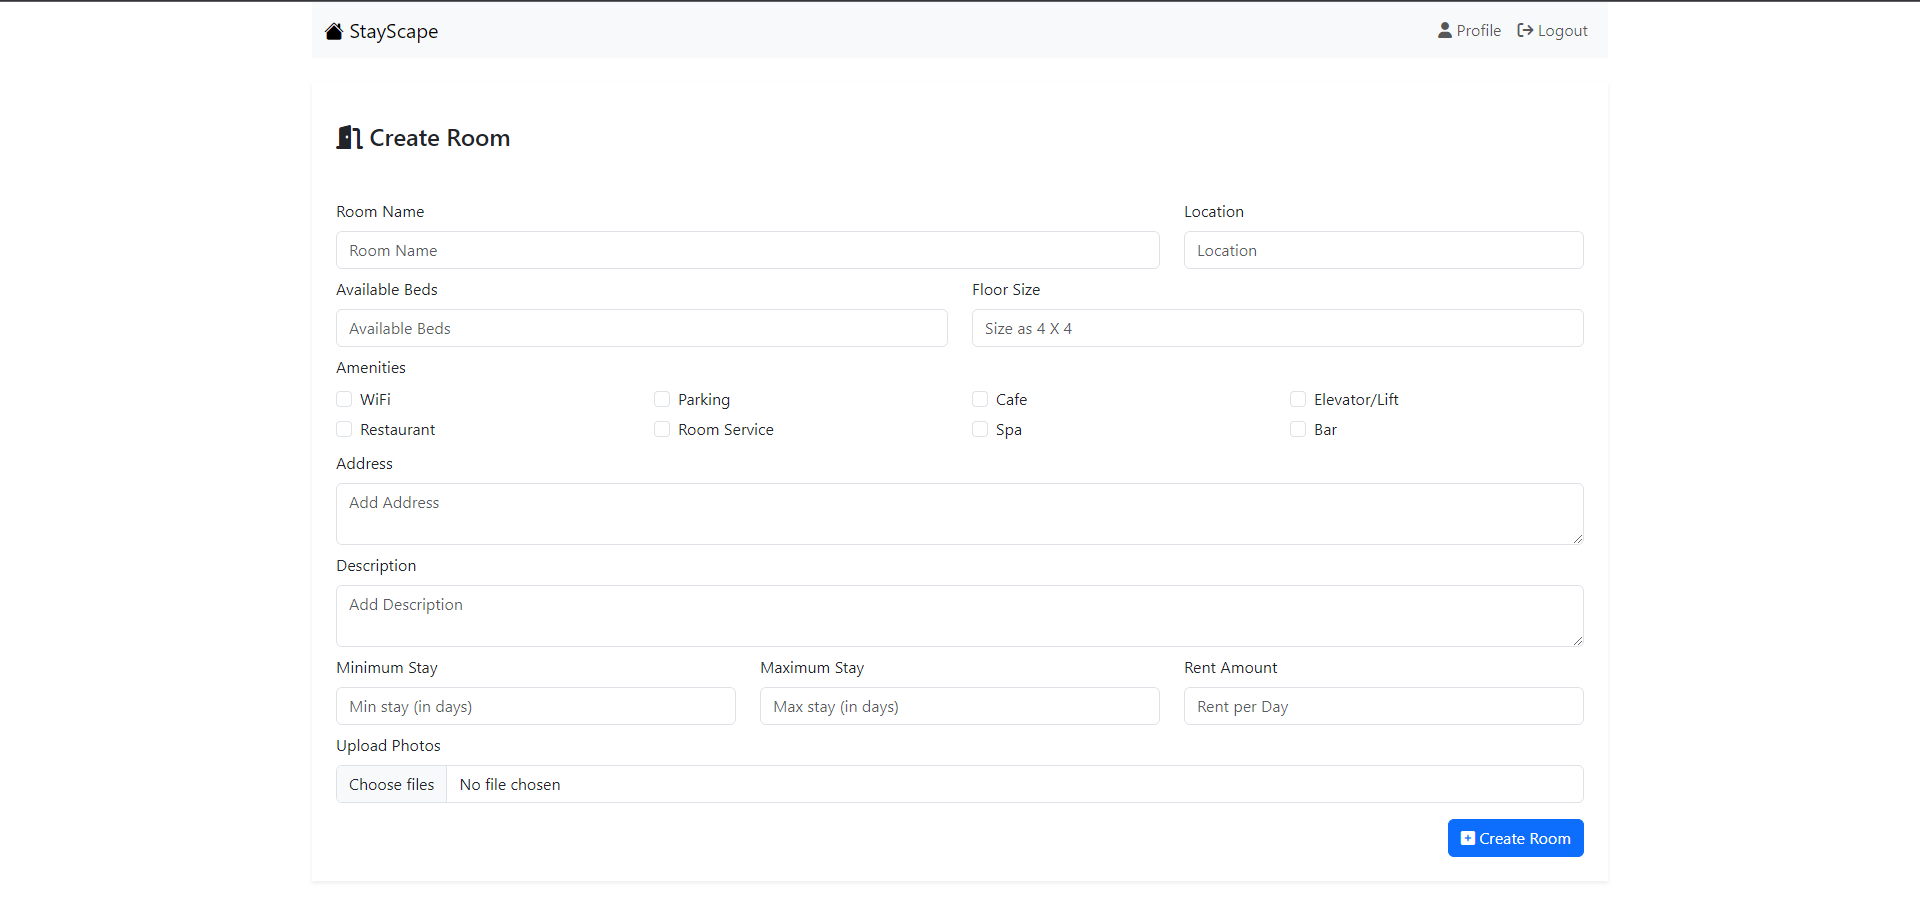 StayScape Profile Logout
Create Room
Room Name Location
Room Name Location
Available Beds Floor Size
Available Beds Size as 4 X 4
Amenities
WiFi Parking Cafe Elevator/Lift
Restaurant Room Service Spa Bar
Address
Add Address
Description
Add Description
Minimum Stay Maximum Stay Rent Amount
Min stay (in days) Max stay (in days) Rent per Day
Upload Photos
Choose files No file chosen
Create Room